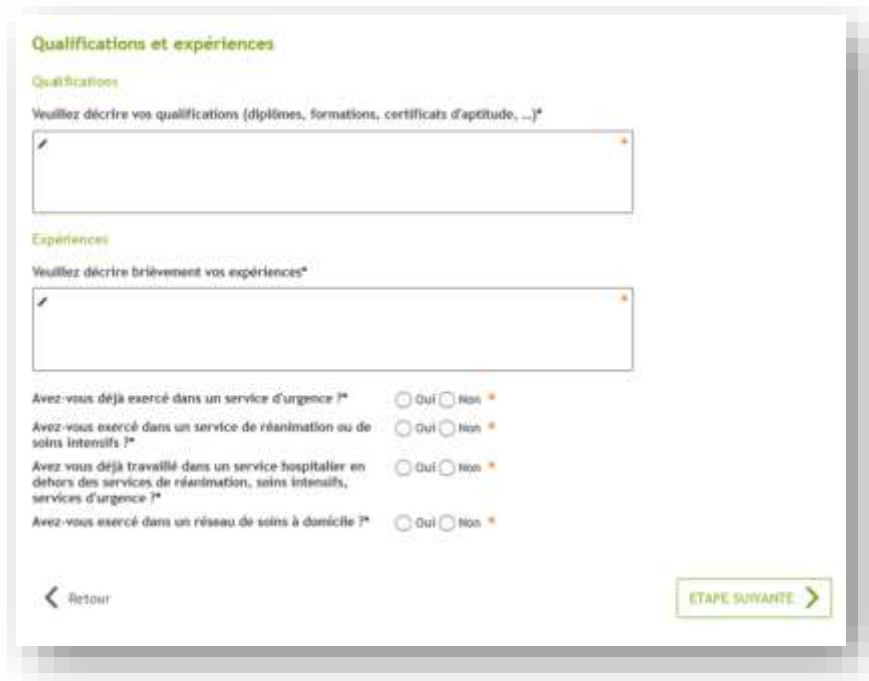 Qualifications et expériences
Qualifications
Veuillez décrire vos qualifications (diplômes, formations, certificats d'aptitude, ...)*
*
Expériences
Veuillez décrire brièvement vos expériences*
*
Avez-vous déjà exercé dans un service d'urgence ?* Oui Non *
Avez-vous exercé dans un service de réanimation ou de Oui Non *
soins intensifs ?*
Avez vous déjà travaillé dans un service hospitalier en Oui Non *
dehors des services de réanimation, soins intensifs,
services d'urgence ?*
Avez-vous exercé dans un réseau de soins à domicile ?* Oui Non *
Retour ETAPE SUIVANTE